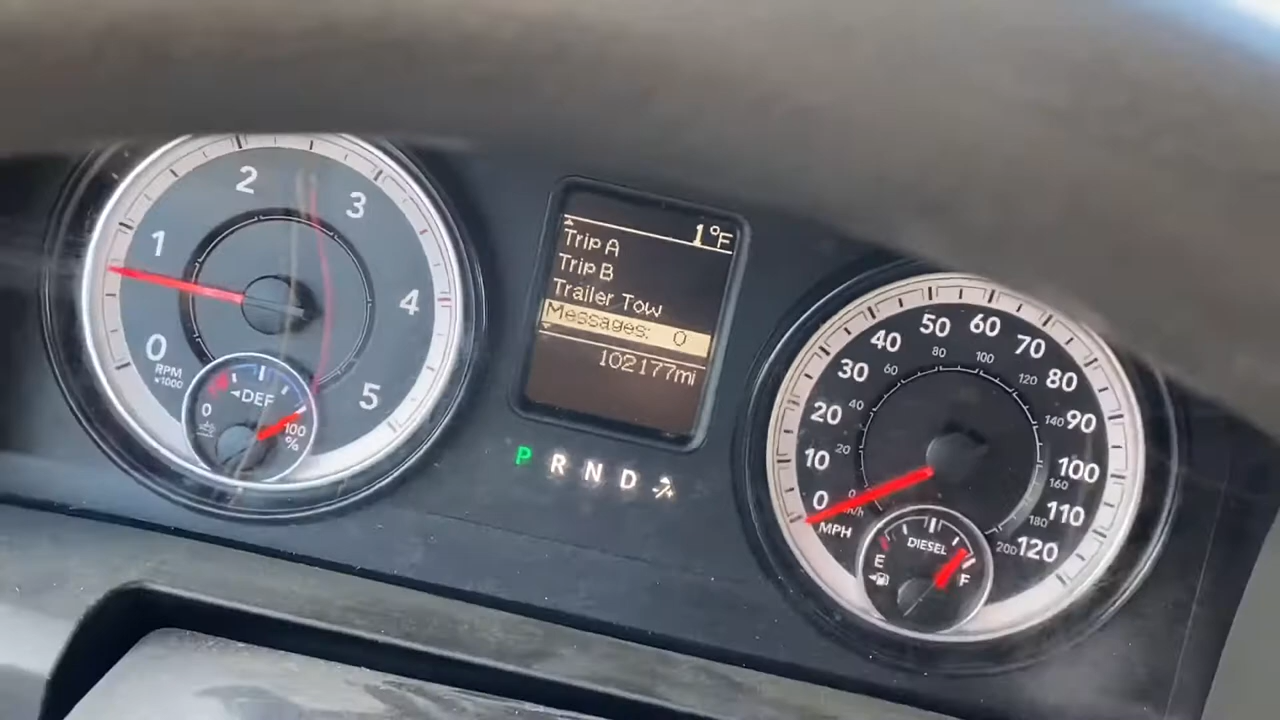 0
1
2
3
4
5
RPM
x1000
DEF
0
100
%
1°F
Trip A
Trip B
Trailer Tow
Messages: 0
102177mi
P R N D
0
10
20
30
40
50
60
70
80
90
100
110
120
MPH
0
20
40
60
80
100
120
140
160
180
200
km/h
DIESEL
E
F